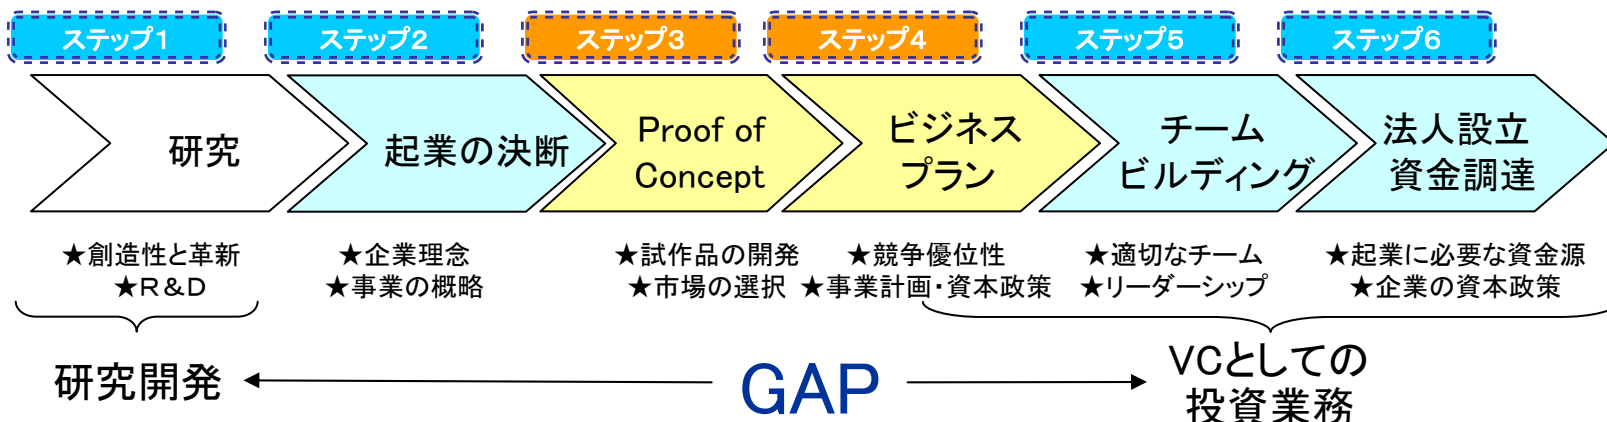 ステップ1
ステップ2
ステップ3
ステップ4
ステップ5
ステップ6
研究
起業の決断
Proof of
Concept
ビジネス
プラン
チーム
ビルディング
法人設立
資金調達
★創造性と革新
★R&D
★企業理念
★事業の概略
★試作品の開発
★市場の選択
★競争優位性
★事業計画・資本政策
★適切なチーム
★リーダーシップ
★起業に必要な資金源
★企業の資本政策
研究開発
GAP
VCとしての
投資業務